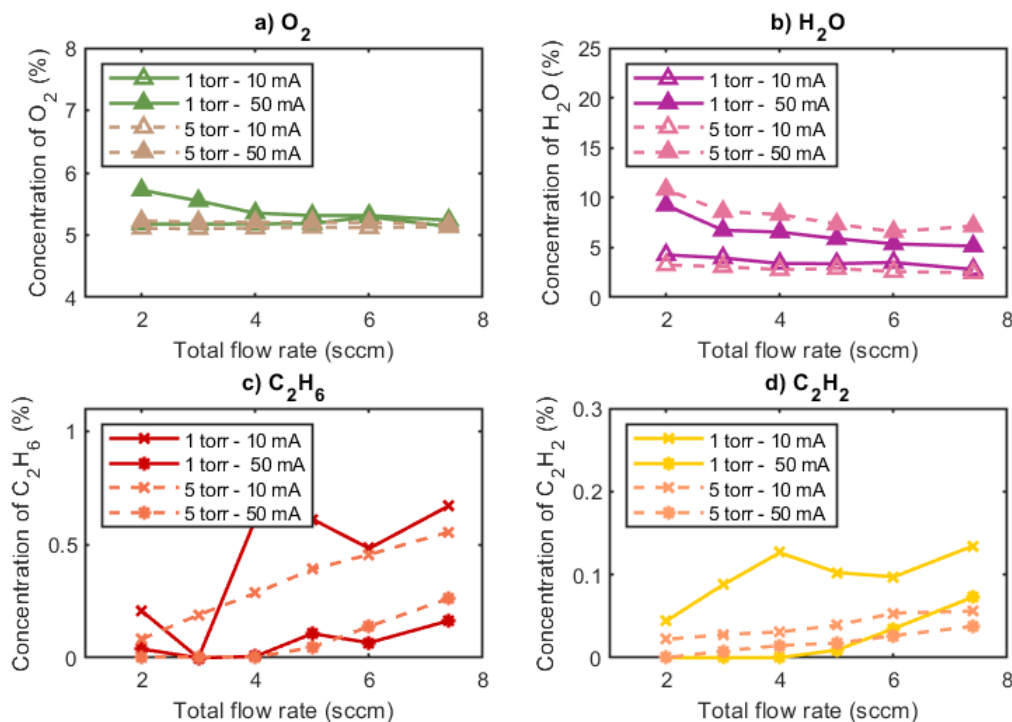 a) O₂
Concentration of O₂ (%)
8
7
6
5
4
1 torr - 10 mA
1 torr - 50 mA
5 torr - 10 mA
5 torr - 50 mA
2 4 6 8
Total flow rate (sccm)
b) H₂O
Concentration of H₂O (%)
25
20
15
10
5
0
1 torr - 10 mA
1 torr - 50 mA
5 torr - 10 mA
5 torr - 50 mA
2 4 6 8
Total flow rate (sccm)
c) C₂H₆
Concentration of C₂H₆ (%)
1
0.5
0
1 torr - 10 mA
1 torr - 50 mA
5 torr - 10 mA
5 torr - 50 mA
2 4 6 8
Total flow rate (sccm)
d) C₂H₂
Concentration of C₂H₂ (%)
0.3
0.2
0.1
0
1 torr - 10 mA
1 torr - 50 mA
5 torr - 10 mA
5 torr - 50 mA
2 4 6 8
Total flow rate (sccm)